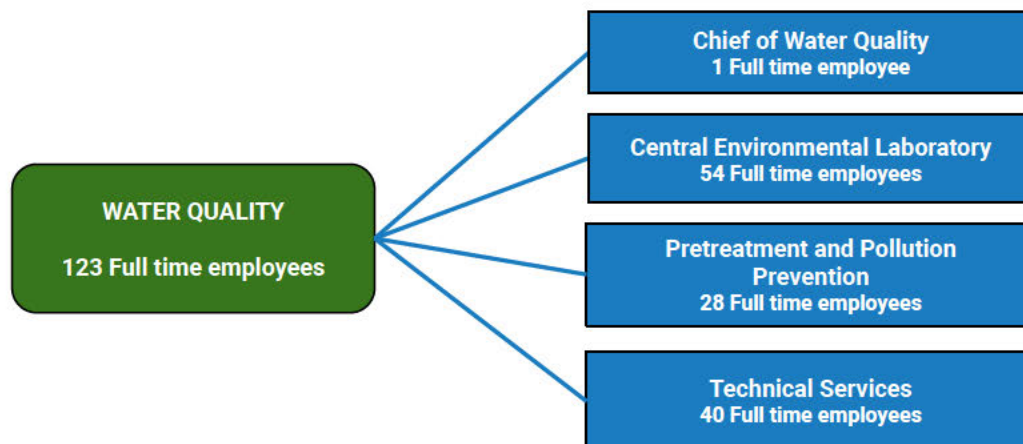 WATER QUALITY
123 Full time employees
Chief of Water Quality
1 Full time employee
Central Environmental Laboratory
54 Full time employees
Pretreatment and Pollution
Prevention
28 Full time employees
Technical Services
40 Full time employees